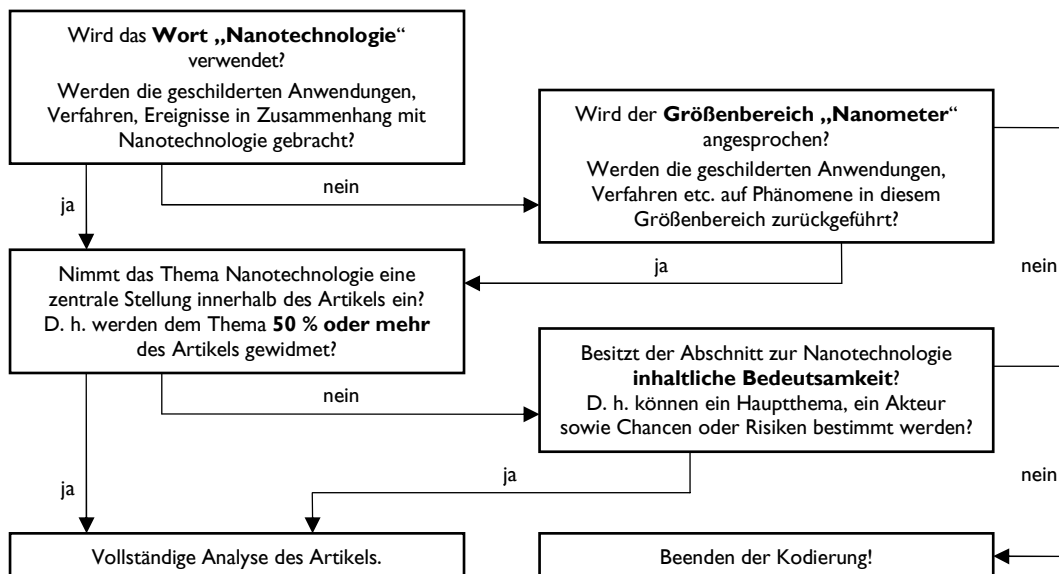 Wird das Wort „Nanotechnologie“
verwendet?
Werden die geschilderten Anwendungen,
Verfahren, Ereignisse in Zusammenhang mit
Nanotechnologie gebracht?
nein
ja
Wird der Größenbereich „Nanometer“
angesprochen?
Werden die geschilderten Anwendungen,
Verfahren etc. auf Phänomene in diesem
Größenbereich zurückgeführt?
ja
nein
Nimmt das Thema Nanotechnologie eine
zentrale Stellung innerhalb des Artikels ein?
D. h. werden dem Thema 50 % oder mehr
des Artikels gewidmet?
nein
ja
Besitzt der Abschnitt zur Nanotechnologie
inhaltliche Bedeutsamkeit?
D. h. können ein Hauptthema, ein Akteur
sowie Chancen oder Risiken bestimmt werden?
ja
nein
Vollständige Analyse des Artikels.
Beenden der Kodierung!